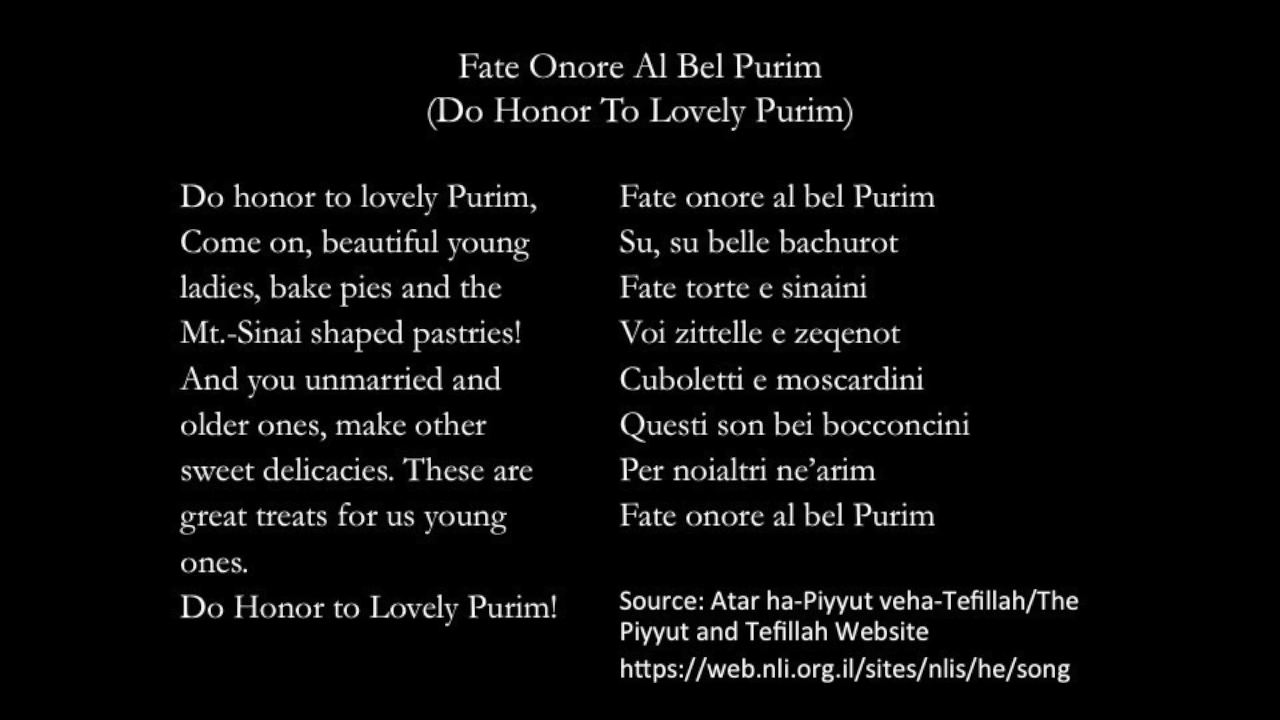 Fate Onore Al Bel Purim
(Do Honor To Lovely Purim)
Do honor to lovely Purim,
Come on, beautiful young
ladies, bake pies and the
Mt.-Sinai shaped pastries!
And you unmarried and
older ones, make other
sweet delicacies. These are
great treats for us young
ones.
Do Honor to Lovely Purim!
Fate onore al bel Purim
Su, su belle bachurot
Fate torte e sinaini
Voi zittelle e zeqenot
Cuboletti e moscardini
Questi son bei bocconcini
Per noialtri ne’arim
Fate onore al bel Purim
Source: Atar ha-Piyyut veha-Tefillah/The
Piyyut and Tefillah Website
https://web.nli.org.il/sites/nlis/he/song